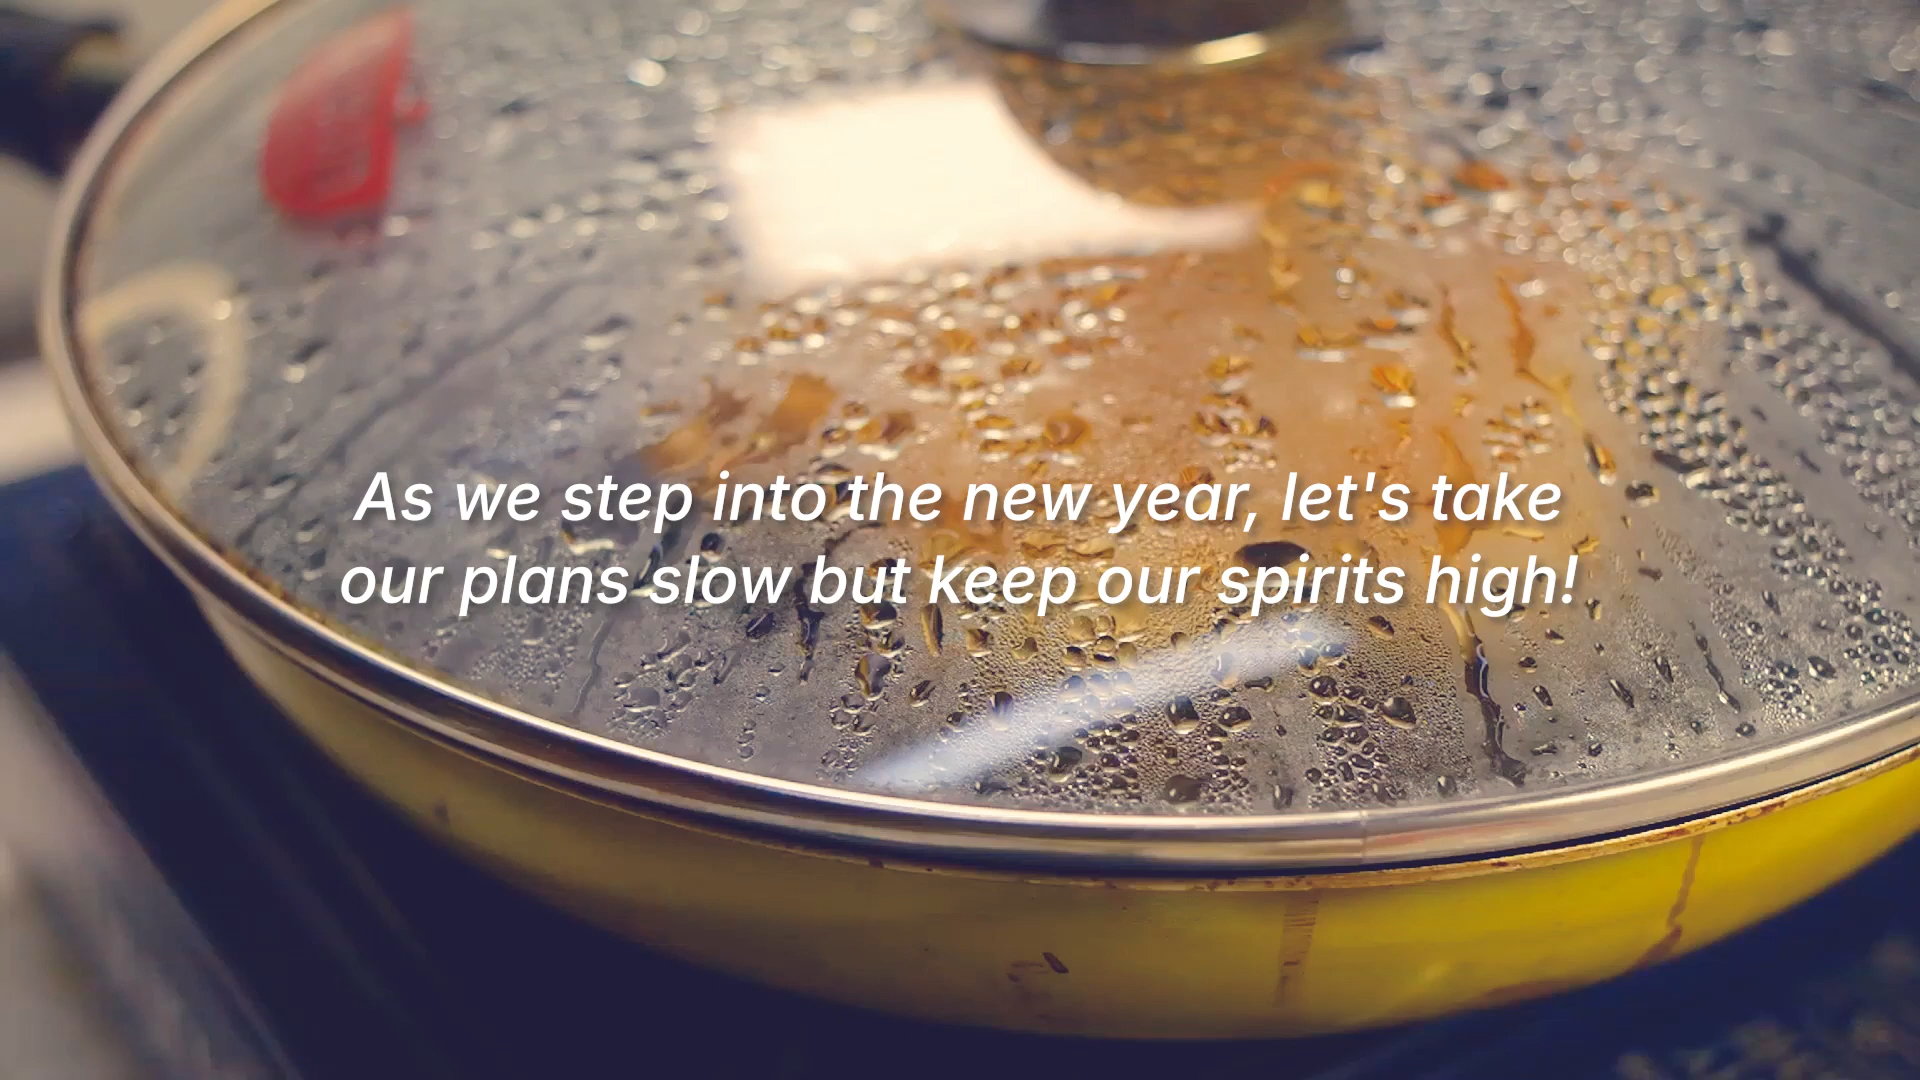 As we step into the new year, let's take
our plans slow but keep our spirits high!